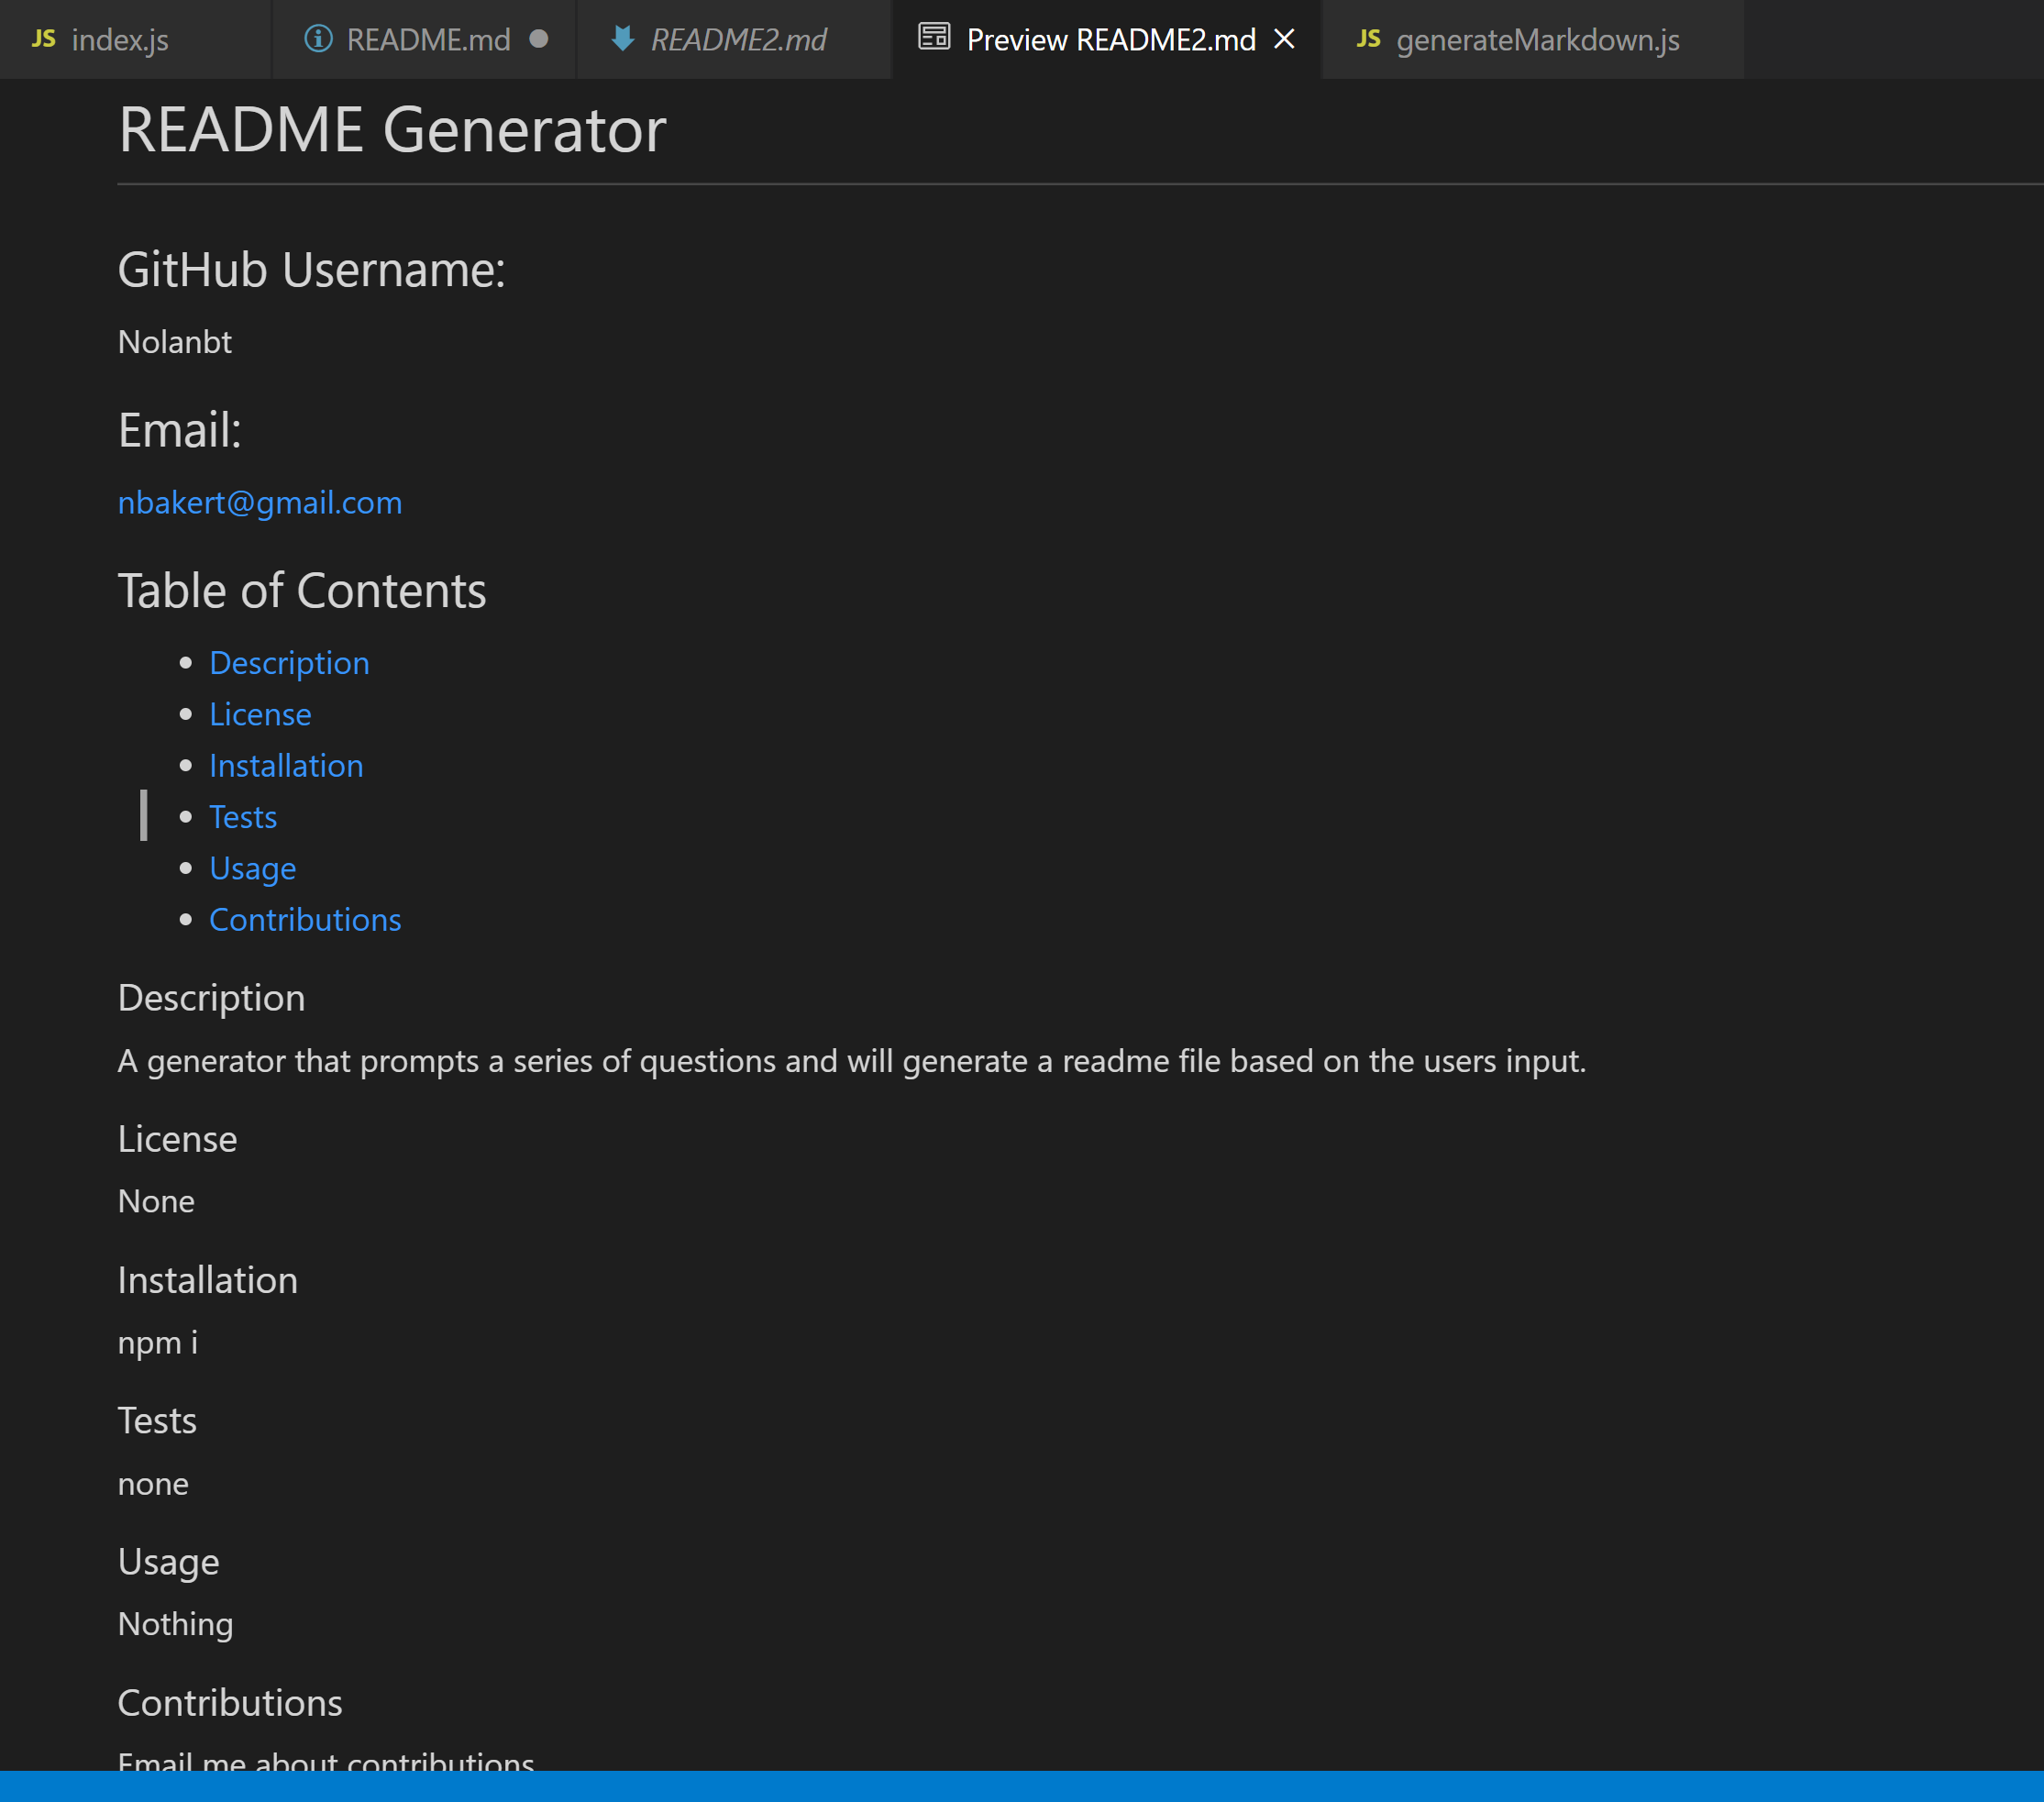 JS index.js README.md README2.md Preview README2.md JS generateMarkdown.js
README Generator
GitHub Username:
Nolanbt
Email:
nbakert@gmail.com
Table of Contents
Description
License
Installation
Tests
Usage
Contributions
Description
A generator that prompts a series of questions and will generate a readme file based on the users input.
License
None
Installation
npm i
Tests
none
Usage
Nothing
Contributions
Email me about contributions